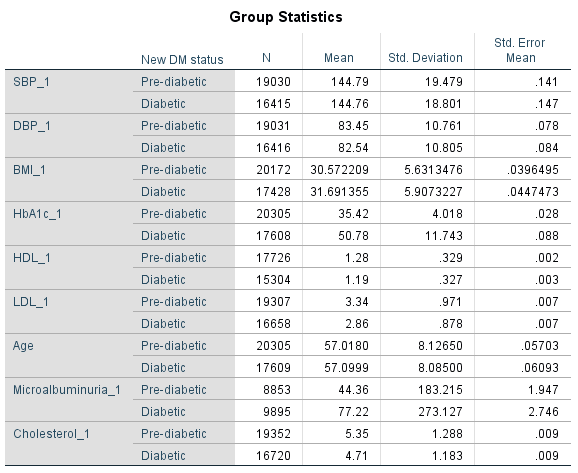 Group Statistics
New DM status N Mean Std. Deviation Std. Error Mean
SBP_1 Pre-diabetic 19030 144.79 19.479 .141
Diabetic 16415 144.76 18.801 .147
DBP_1 Pre-diabetic 19031 83.45 10.761 .078
Diabetic 16416 82.54 10.805 .084
BMI_1 Pre-diabetic 20172 30.572209 5.6313476 .0396495
Diabetic 17428 31.691355 5.9073227 .0447473
HbA1c_1 Pre-diabetic 20305 35.42 4.018 .028
Diabetic 17608 50.78 11.743 .088
HDL_1 Pre-diabetic 17726 1.28 .329 .002
Diabetic 15304 1.19 .327 .003
LDL_1 Pre-diabetic 19307 3.34 .971 .007
Diabetic 16658 2.86 .878 .007
Age Pre-diabetic 20305 57.0180 8.12650 .05703
Diabetic 17609 57.0999 8.08500 .06093
Microalbuminuria_1 Pre-diabetic 8853 44.36 183.215 1.947
Diabetic 9895 77.22 273.127 2.746
Cholesterol_1 Pre-diabetic 19352 5.35 1.288 .009
Diabetic 16720 4.71 1.183 .009